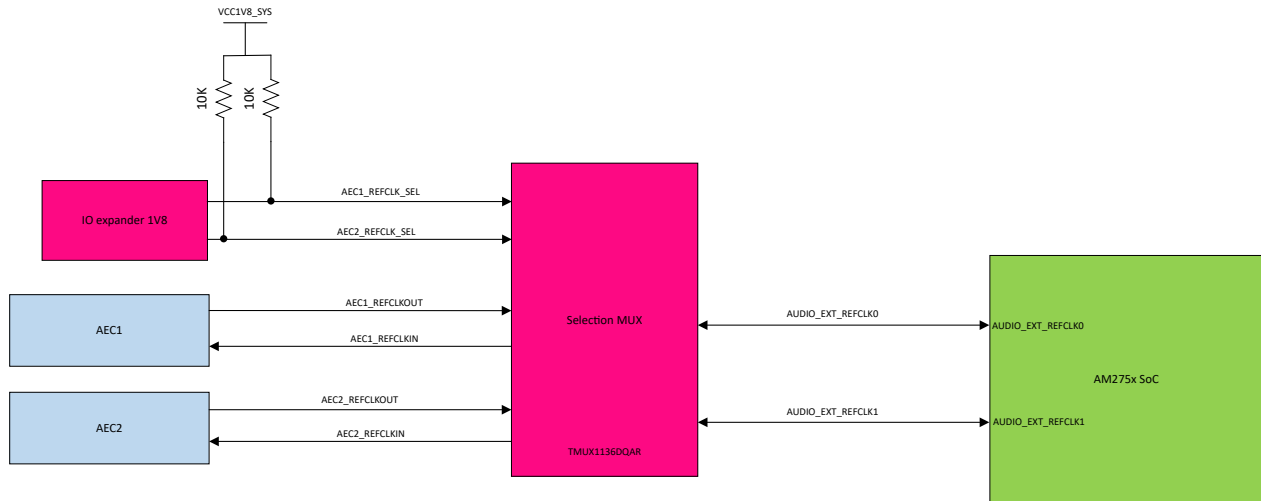 VCC1V8_SYS
10K
10K
AEC1_REFCLK_SEL
IO expander 1V8
AEC2_REFCLK_SEL
AEC1_REFCLKOUT
AEC1
Selection MUX
AEC1_REFCLKIN
AUDIO_EXT_REFCLK0
AUDIO_EXT_REFCLK0
AM275x SoC
AEC2_REFCLKOUT
AEC2
AEC2_REFCLKIN
AUDIO_EXT_REFCLK1
AUDIO_EXT_REFCLK1
TMUX1136DQAR